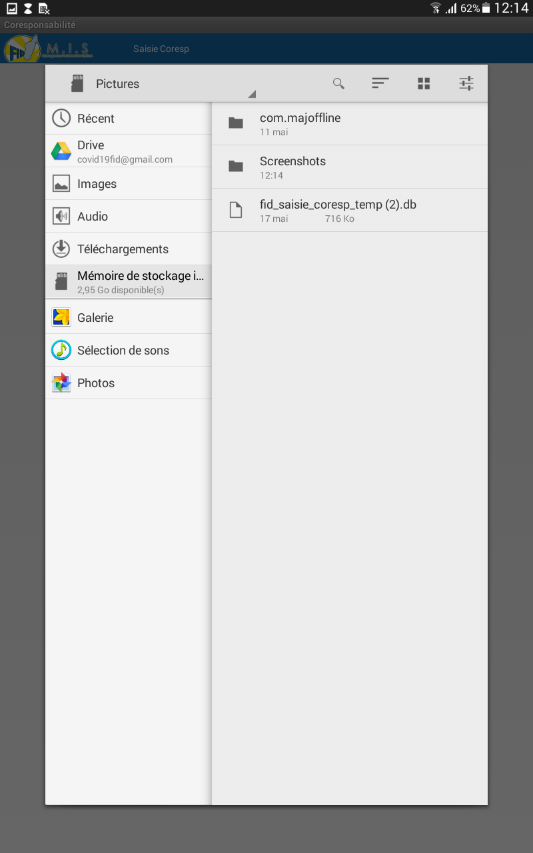 62% 12:14
Coresponsabilité
FID M.I.S Saisie Coresp
Pictures
Récent
Drive
covid19fid@gmail.com
Images
Audio
Téléchargements
Mémoire de stockage i...
2,95 Go disponible(s)
Galerie
Sélection de sons
Photos
com.majoffline
11 mai
Screenshots
12:14
fid_saisie_coresp_temp (2).db
17 mai 716 Ko